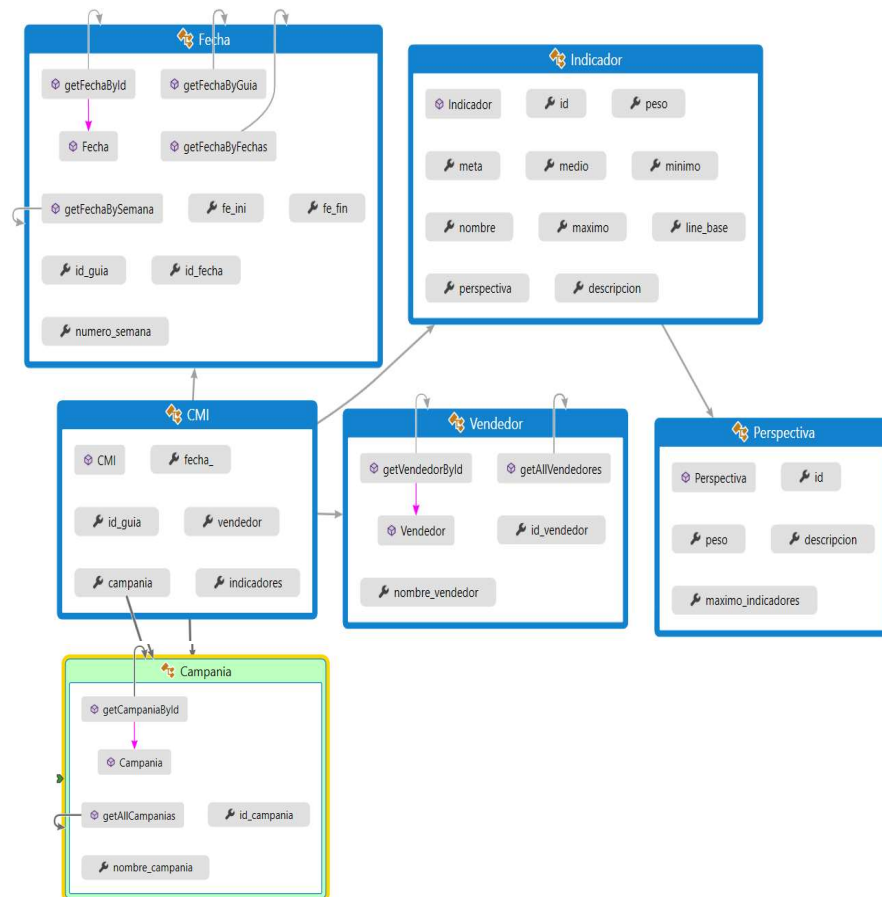 Fecha
getFechaById
getFechaByGuia
Fecha
getFechaByFechas
getFechaBySemana
fe_ini
fe_fin
id_guia
id_fecha
numero_semana
Indicador
Indicador
id
peso
meta
medio
minimo
nombre
maximo
line_base
perspectiva
descripcion
CMI
CMI
fecha_
id_guia
vendedor
campania
indicadores
Vendedor
getVendedorById
getAllVendedores
Vendedor
id_vendedor
nombre_vendedor
Perspectiva
Perspectiva
id
peso
descripcion
maximo_indicadores
Campania
getCampaniaById
Campania
getAllCampanias
id_campania
nombre_campania